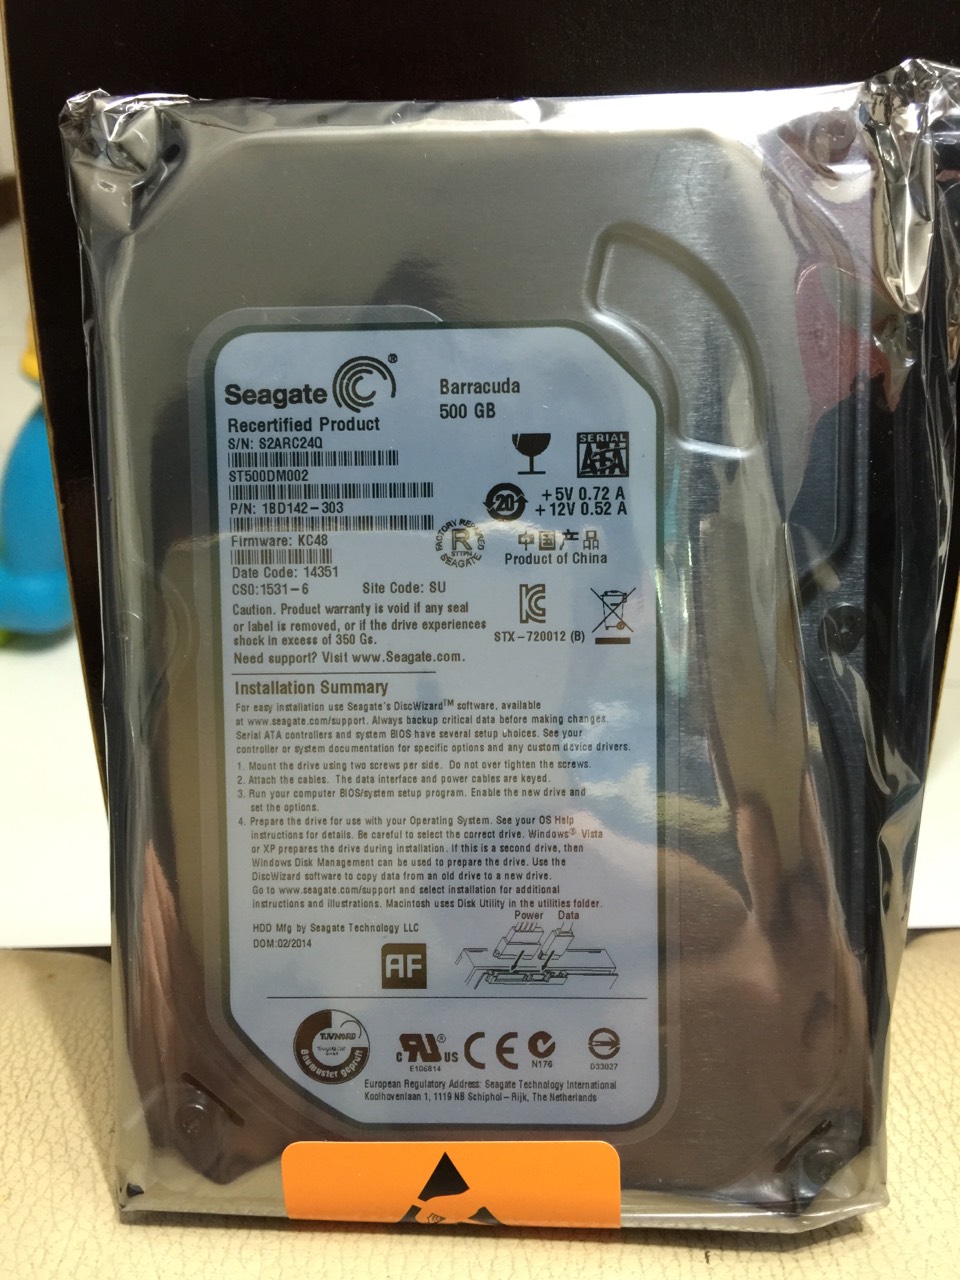 Seagate®
Barracuda
500 GB
Recertified Product
S/N: S2ARC24Q
ST500DM002
P/N: 1BD142-303
Firmware: KC48
Date Code: 14351
CSO:1531-6 Site Code: SU
SERIAL
ATA
20
+5V 0.72 A
+12V 0.52 A
R
SEAGATE
中国产品
Product of China
STX-720012 (B)
Caution. Product warranty is void if any seal
or label is removed, or if the drive experiences
shock in excess of 350 Gs.
Need support? Visit www.Seagate.com.
Installation Summary
For easy installation use Seagate's DiscWizard™ software, available
at www.seagate.com/support. Always backup critical data before making changes.
Serial ATA controllers and system BIOS have several setup choices. See your
controller or system documentation for specific options and any custom device drivers.
1. Mount the drive using two screws per side. Do not over tighten the screws.
2. Attach the cables. The data interface and power cables are keyed.
3. Run your computer BIOS/system setup program. Enable the new drive and
set the options.
4. Prepare the drive for use with your Operating System. See your OS Help
instructions for details. Be careful to select the correct drive. Windows® Vista
or XP prepares the drive during installation. If this is a second drive, then
Windows Disk Management can be used to prepare the drive. Use the
DiscWizard software to copy data from an old drive to a new drive.
Go to www.seagate.com/support and select installation for additional
instructions and illustrations. Macintosh uses Disk Utility in the utilities folder.
Power Data
HDD Mfg by Seagate Technology LLC
DOM:02/2014
AF
TUVNORD
Baumuster geprüft
c RU® US
E106814
CE
N176
D33027
European Regulatory Address: Seagate Technology International
Koolhovenlaan 1, 1119 NB Schiphol-Rijk, The Netherlands